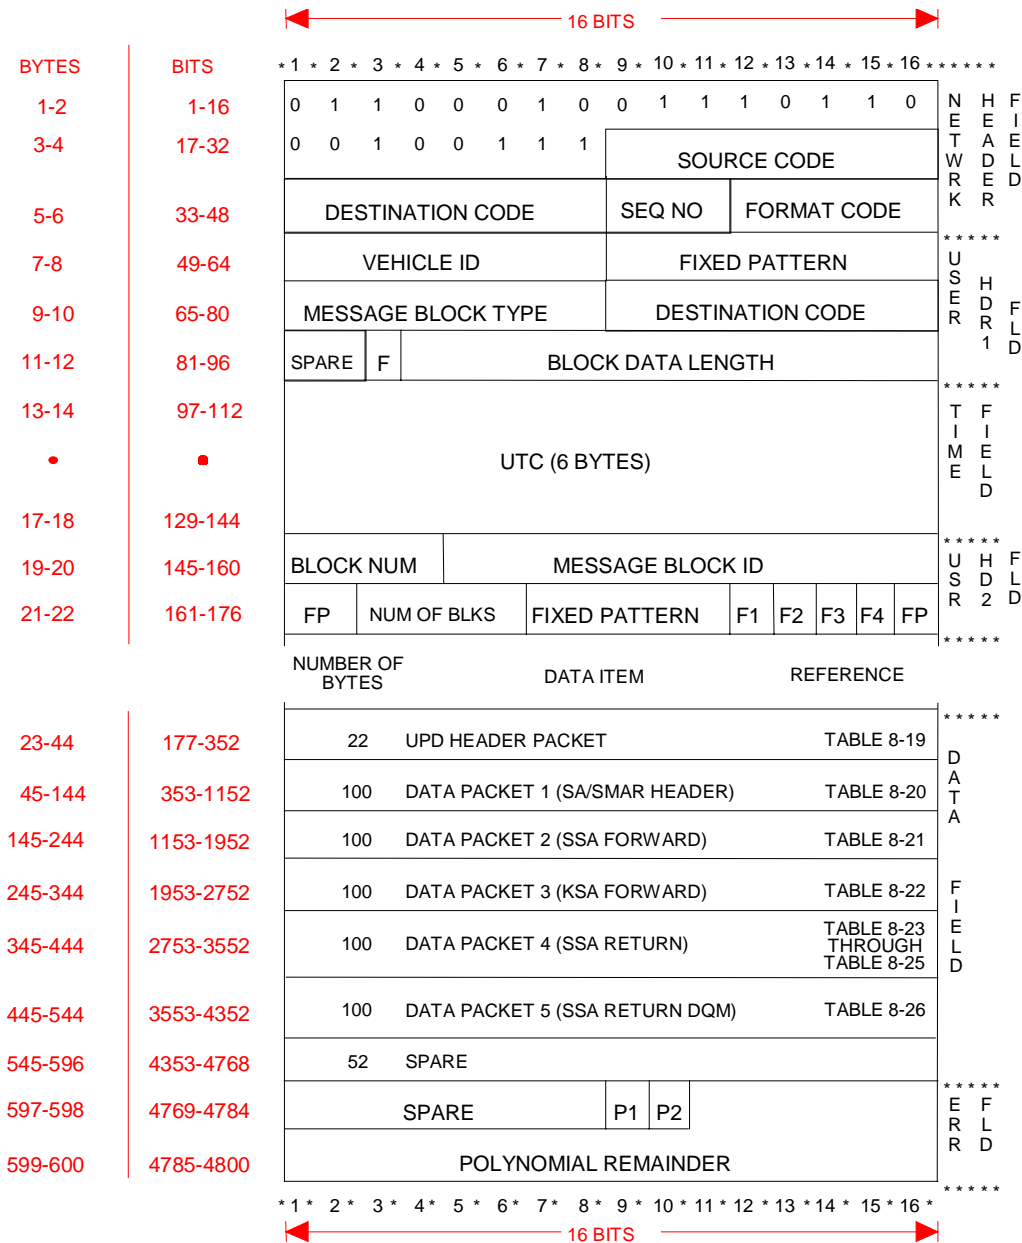 16 BITS
BYTES BITS * 1 * 2 * 3 * 4 * 5 * 6 * 7 * 8 * 9 * 10 * 11 * 12 * 13 * 14 * 15 * 16 * * * * * *
1-2 1-16 0 1 1 0 0 0 1 0 0 1 1 1 0 1 1 0
3-4 17-32 0 0 1 0 0 1 1 1 SOURCE CODE
5-6 33-48 DESTINATION CODE SEQ NO FORMAT CODE
NETWRK HEADER FIELD
* * * * *
7-8 49-64 VEHICLE ID FIXED PATTERN
9-10 65-80 MESSAGE BLOCK TYPE DESTINATION CODE
11-12 81-96 SPARE F BLOCK DATA LENGTH
USER HDR1 FLD
* * * * *
13-14 97-112
UTC (6 BYTES)
17-18 129-144
TIME FIELD
* * * * *
19-20 145-160 BLOCK NUM MESSAGE BLOCK ID
21-22 161-176 FP NUM OF BLKS FIXED PATTERN F1 F2 F3 F4 FP
USR HD2 FLD
* * * * *
NUMBER OF
BYTES DATA ITEM REFERENCE
* * * * *
23-44 177-352 22 UPD HEADER PACKET TABLE 8-19
45-144 353-1152 100 DATA PACKET 1 (SA/SMAR HEADER) TABLE 8-20
145-244 1153-1952 100 DATA PACKET 2 (SSA FORWARD) TABLE 8-21
245-344 1953-2752 100 DATA PACKET 3 (KSA FORWARD) TABLE 8-22
345-444 2753-3552 100 DATA PACKET 4 (SSA RETURN) TABLE 8-23
THROUGH
TABLE 8-25
445-544 3553-4352 100 DATA PACKET 5 (SSA RETURN DQM) TABLE 8-26
545-596 4353-4768 52 SPARE
DATA FIELD
* * * * *
597-598 4769-4784 SPARE P1 P2
599-600 4785-4800 POLYNOMIAL REMAINDER
ERR FLD
* * * * *
* 1 * 2 * 3 * 4 * 5 * 6 * 7 * 8 * 9 * 10 * 11 * 12 * 13 * 14 * 15 * 16 *
16 BITS